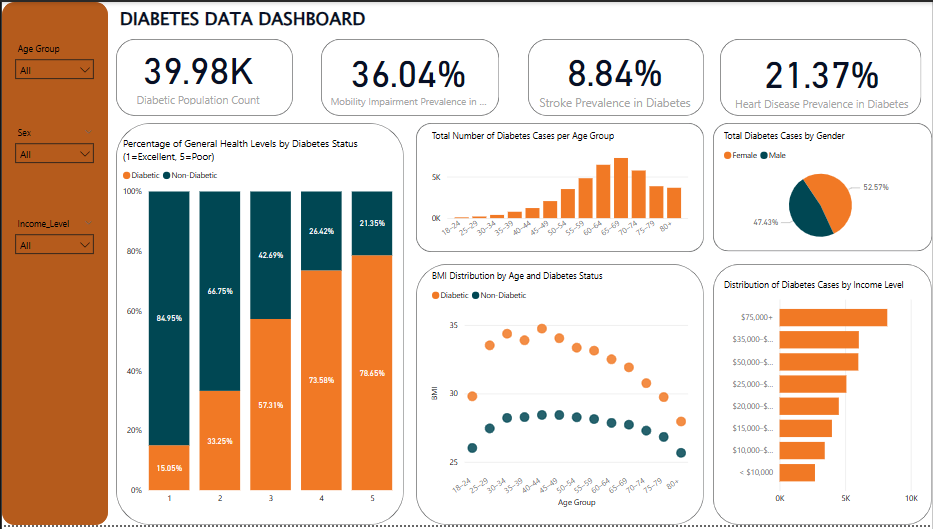 DIABETES DATA DASHBOARD
Age Group
All
Sex
All
Income_Level
All
39.98K
Diabetic Population Count
36.04%
Mobility Impairment Prevalence in ...
8.84%
Stroke Prevalence in Diabetes
21.37%
Heart Disease Prevalence in Diabetes
Percentage of General Health Levels by Diabetes Status
(1=Excellent, 5=Poor)
Diabetic Non-Diabetic
100%
80%
60%
40%
20%
0%
84.95%
15.05%
66.75%
33.25%
42.69%
57.31%
26.42%
73.58%
21.35%
78.65%
1 2 3 4 5
Total Number of Diabetes Cases per Age Group
5K
0K
18-24 25-29 30-34 35-39 40-44 45-49 50-54 55-59 60-64 65-69 70-74 75-79 80+
Total Diabetes Cases by Gender
Female Male
52.57%
47.43%
BMI Distribution by Age and Diabetes Status
Diabetic Non-Diabetic
BMI
35
30
25
18-24 25-29 30-34 35-39 40-44 45-49 50-54 55-59 60-64 65-69 70-74 75-79 80+
Age Group
Distribution of Diabetes Cases by Income Level
$75,000+
$35,000-$...
$50,000-$...
$25,000-$...
$20,000-$...
$15,000-$...
$10,000-$...
< $10,000
0K 5K 10K